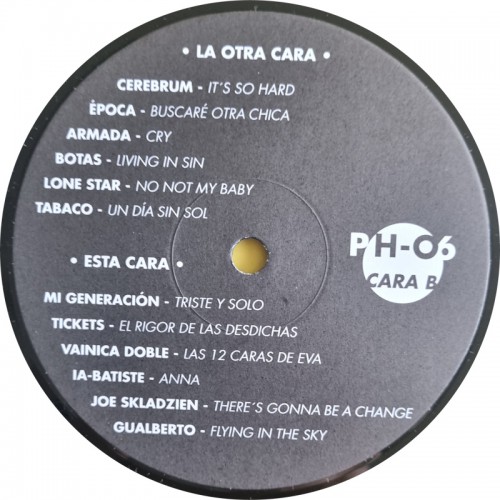 • LA OTRA CARA •
CEREBRUM - IT´S SO HARD
ÈPOCA - BUSCARÉ OTRA CHICA
ARMADA - CRY
BOTAS - LIVING IN SIN
LONE STAR - NO NOT MY BABY
TABACO - UN DÍA SIN SOL
PH-06
CARA B
• ESTA CARA •
MI GENERACIÓN - TRISTE Y SOLO
TICKETS - EL RIGOR DE LAS DESDICHAS
VAINICA DOBLE - LAS 12 CARAS DE EVA
IA-BATISTE - ANNA
JOE SKLADZIEN - THERE´S GONNA BE A CHANGE
GUALBERTO - FLYING IN THE SKY